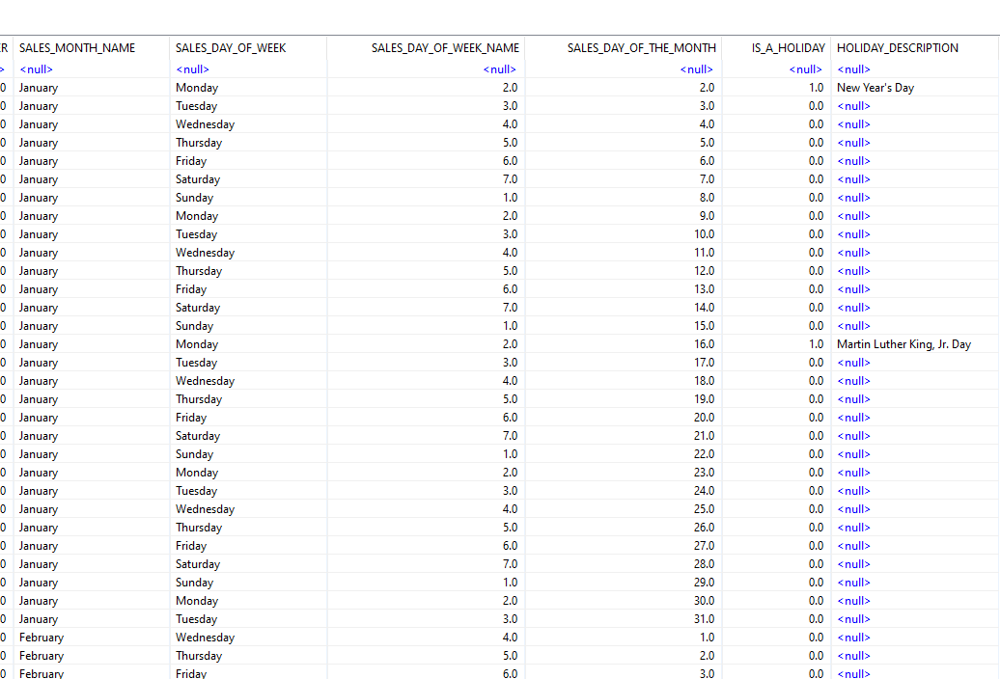 R SALES_MONTH_NAME SALES_DAY_OF_WEEK SALES_DAY_OF_WEEK_NAME SALES_DAY_OF_THE_MONTH IS_A_HOLIDAY HOLIDAY_DESCRIPTION
> <null> <null> <null> <null> <null> <null>
0 January Monday 2.0 2.0 1.0 New Year's Day
0 January Tuesday 3.0 3.0 0.0 <null>
0 January Wednesday 4.0 4.0 0.0 <null>
0 January Thursday 5.0 5.0 0.0 <null>
0 January Friday 6.0 6.0 0.0 <null>
0 January Saturday 7.0 7.0 0.0 <null>
0 January Sunday 1.0 8.0 0.0 <null>
0 January Monday 2.0 9.0 0.0 <null>
0 January Tuesday 3.0 10.0 0.0 <null>
0 January Wednesday 4.0 11.0 0.0 <null>
0 January Thursday 5.0 12.0 0.0 <null>
0 January Friday 6.0 13.0 0.0 <null>
0 January Saturday 7.0 14.0 0.0 <null>
0 January Sunday 1.0 15.0 0.0 <null>
0 January Monday 2.0 16.0 1.0 Martin Luther King, Jr. Day
0 January Tuesday 3.0 17.0 0.0 <null>
0 January Wednesday 4.0 18.0 0.0 <null>
0 January Thursday 5.0 19.0 0.0 <null>
0 January Friday 6.0 20.0 0.0 <null>
0 January Saturday 7.0 21.0 0.0 <null>
0 January Sunday 1.0 22.0 0.0 <null>
0 January Monday 2.0 23.0 0.0 <null>
0 January Tuesday 3.0 24.0 0.0 <null>
0 January Wednesday 4.0 25.0 0.0 <null>
0 January Thursday 5.0 26.0 0.0 <null>
0 January Friday 6.0 27.0 0.0 <null>
0 January Saturday 7.0 28.0 0.0 <null>
0 January Sunday 1.0 29.0 0.0 <null>
0 January Monday 2.0 30.0 0.0 <null>
0 January Tuesday 3.0 31.0 0.0 <null>
0 February Wednesday 4.0 1.0 0.0 <null>
0 February Thursday 5.0 2.0 0.0 <null>
0 February Friday 6.0 3.0 0.0 <null>